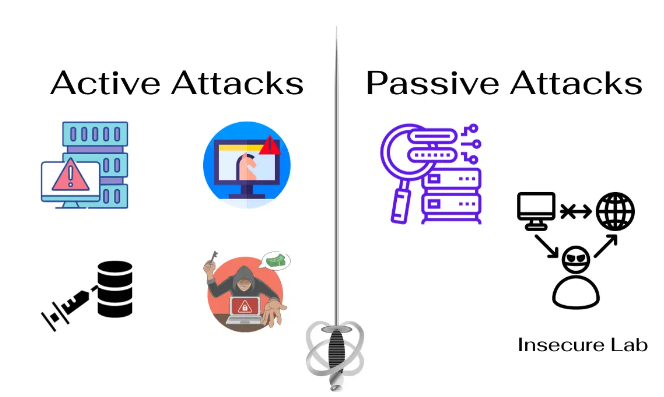 Active Attacks
Passive Attacks
Insecure Lab